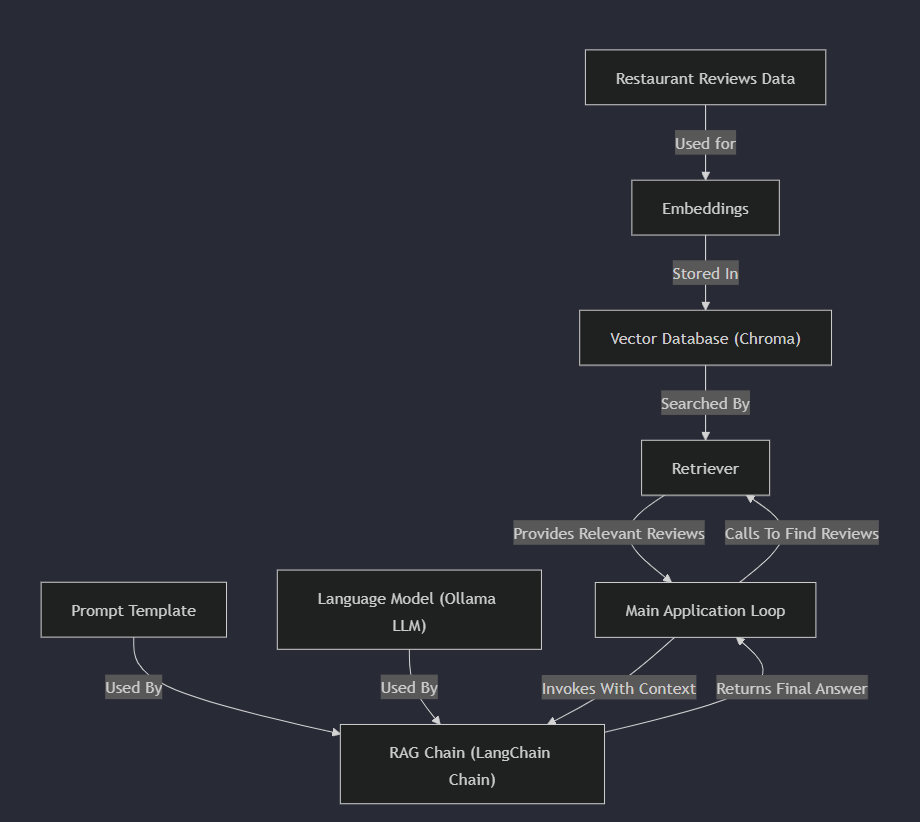 Restaurant Reviews Data
Used for
Embeddings
Stored In
Vector Database (Chroma)
Searched By
Retriever
Provides Relevant Reviews
Calls To Find Reviews
Prompt Template
Language Model (Ollama
LLM)
Main Application Loop
Used By
Used By
Invokes With Context
Returns Final Answer
RAG Chain (LangChain
Chain)